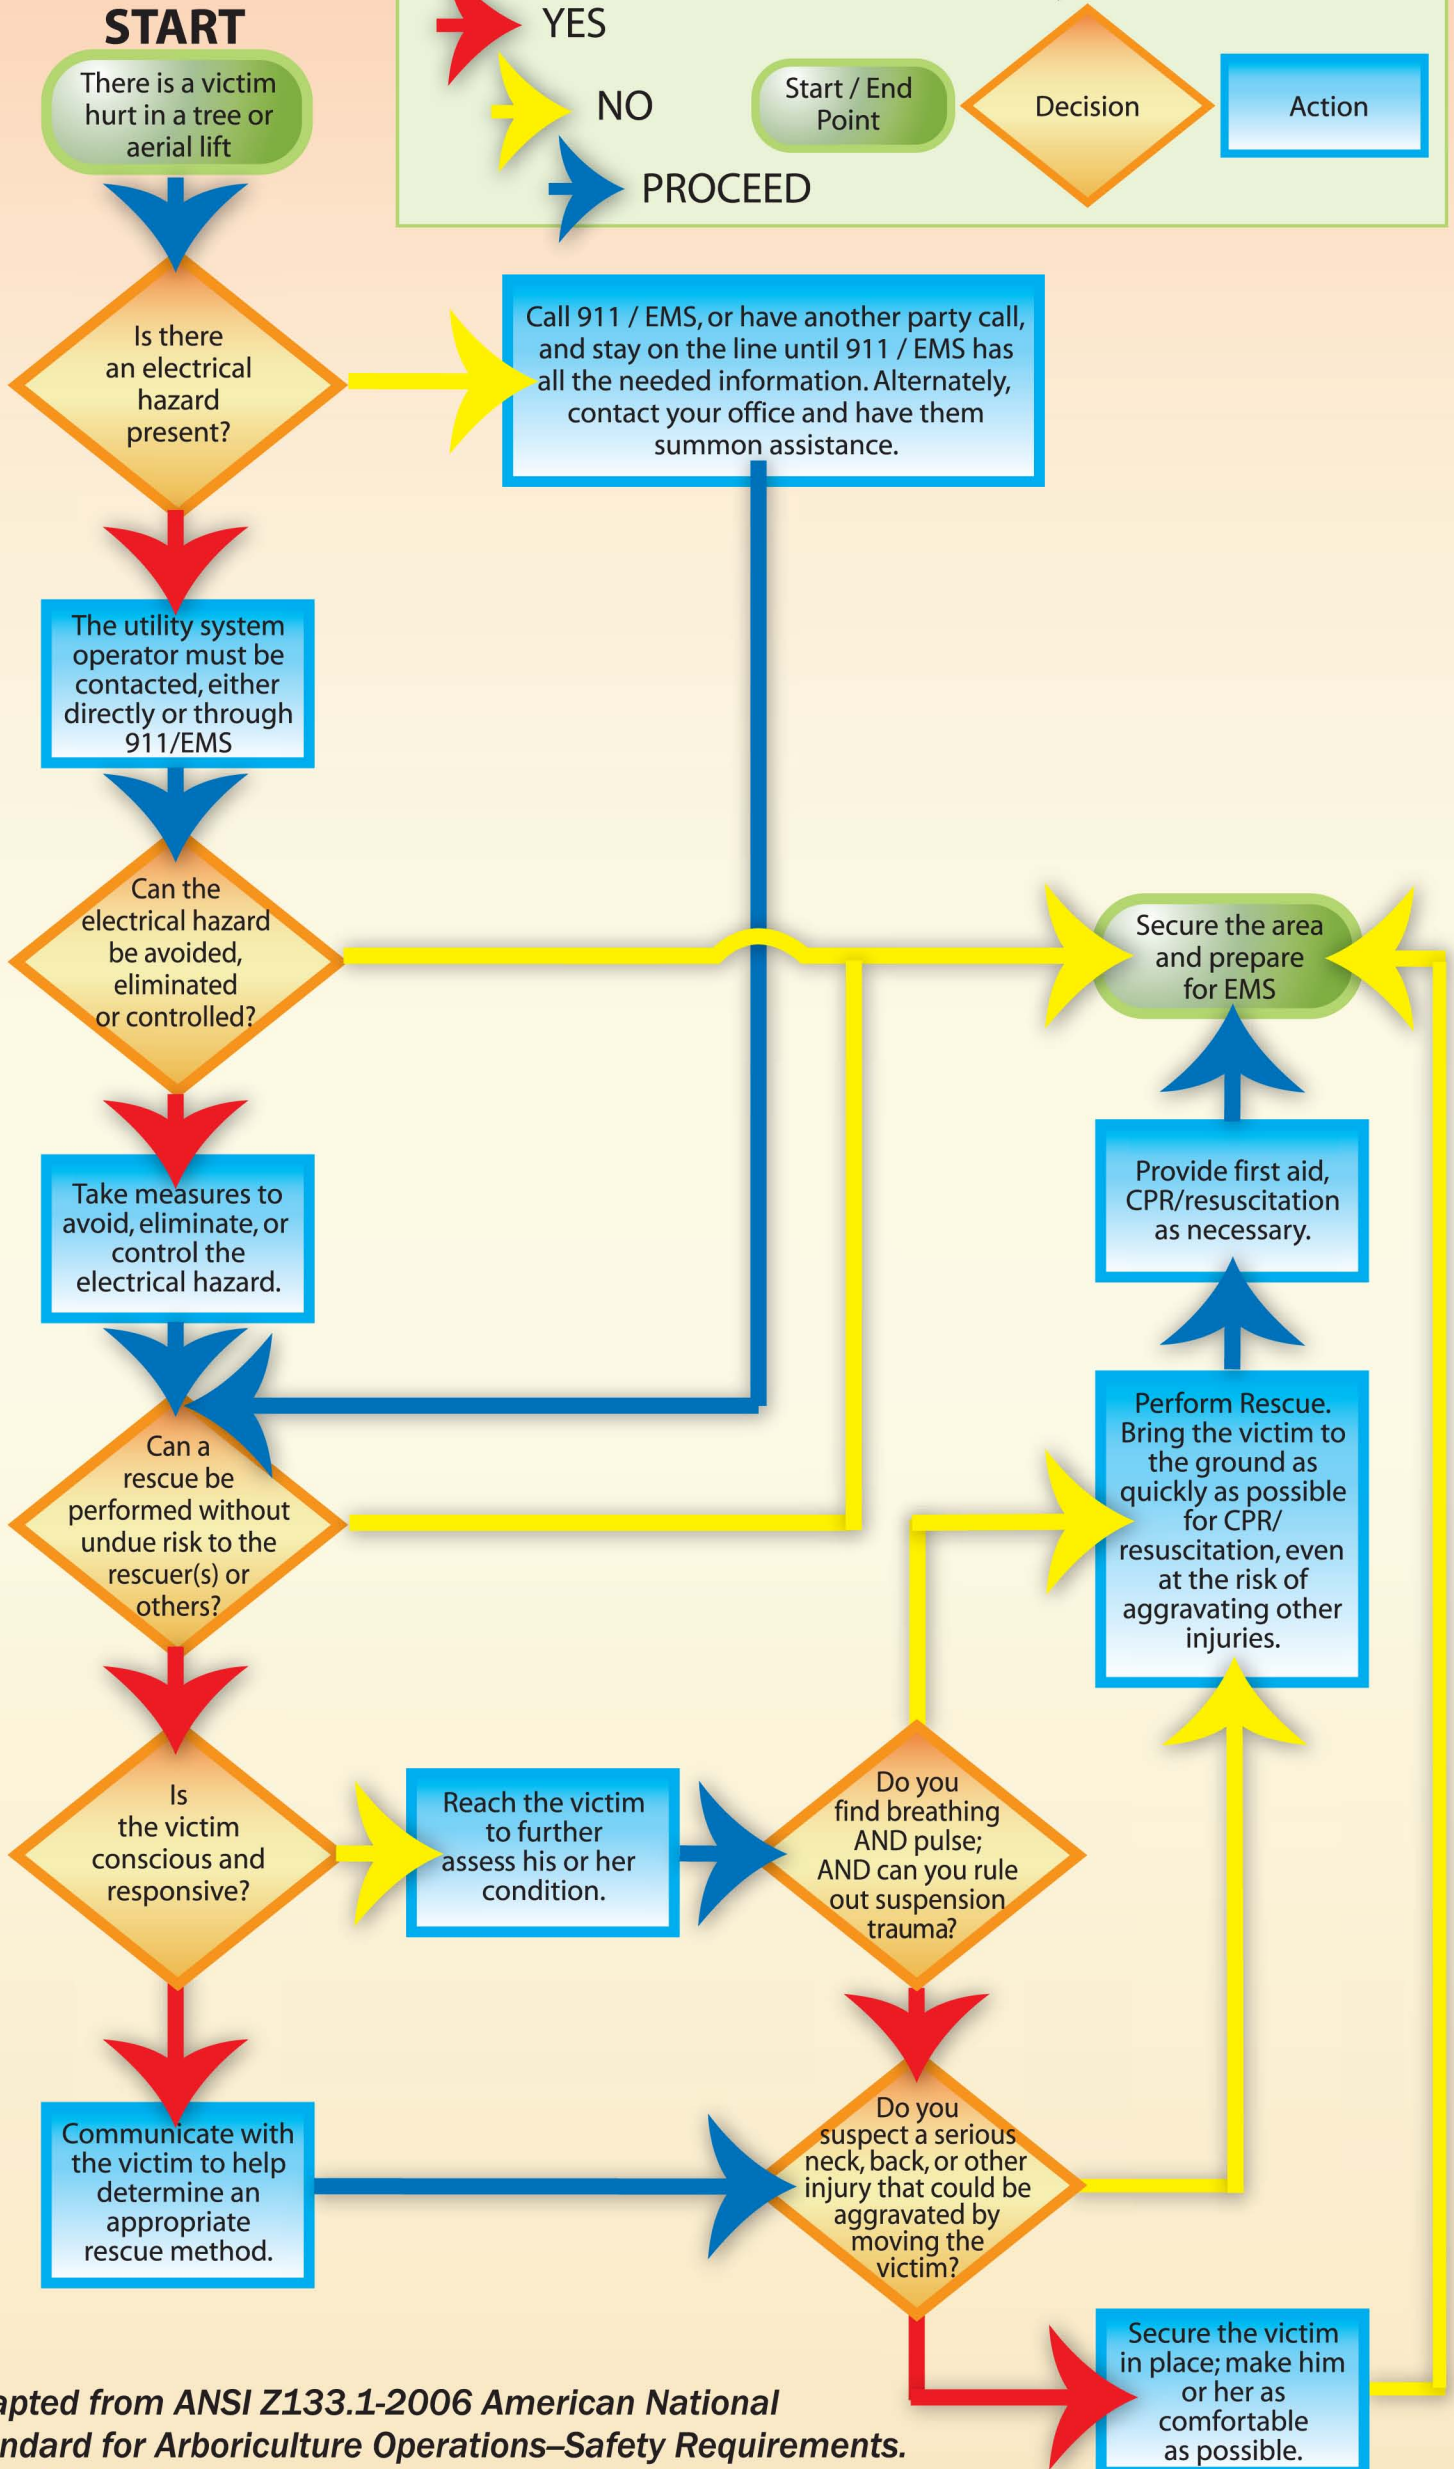 START
There is a victim
hurt in a tree or
aerial lift
YES
NO
PROCEED
Start / End
Point
Decision
Action
Is there
an electrical
hazard
present?
Call 911 / EMS, or have another party call,
and stay on the line until 911 / EMS has
all the needed information. Alternately,
contact your office and have them
summon assistance.
The utility system
operator must be
contacted, either
directly or through
911/EMS
Can the
electrical hazard
be avoided,
eliminated
or controlled?
Secure the area
and prepare
for EMS
Take measures to
avoid, eliminate, or
control the
electrical hazard.
Provide first aid,
CPR/resuscitation
as necessary.
Can a
rescue be
performed without
undue risk to the
rescuer(s) or
others?
Perform Rescue.
Bring the victim to
the ground as
quickly as possible
for CPR/
resuscitation, even
at the risk of
aggravating other
injuries.
Is
the victim
conscious and
responsive?
Reach the victim
to further
assess his or her
condition.
Do you
find breathing
AND pulse;
AND can you rule
out suspension
trauma?
Communicate with
the victim to help
determine an
appropriate
rescue method.
Do you
suspect a serious
neck, back, or other
injury that could be
aggravated by
moving the
victim?
Secure the victim
in place; make him
or her as
comfortable
as possible.
apted from ANSI Z133.1-2006 American National
ndard for Arboriculture Operations–Safety Requirements.